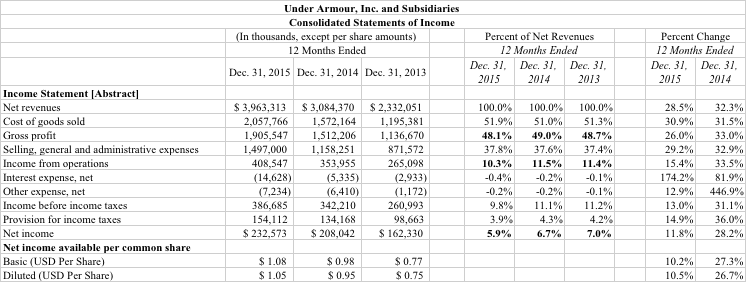 Under Armour, Inc. and Subsidiaries
Consolidated Statements of Income
(In thousands, except per share amounts) Percent of Net Revenues Percent Change
12 Months Ended 12 Months Ended 12 Months Ended
Dec. 31, 2015 Dec. 31, 2014 Dec. 31, 2013 Dec. 31, 2015 Dec. 31, 2014 Dec. 31, 2013 Dec. 31, 2015 Dec. 31, 2014
Income Statement [Abstract]
Net revenues $ 3,963,313 $ 3,084,370 $ 2,332,051 100.0% 100.0% 100.0% 28.5% 32.3%
Cost of goods sold 2,057,766 1,572,164 1,195,381 51.9% 51.0% 51.3% 30.9% 31.5%
Gross profit 1,905,547 1,512,206 1,136,670 48.1% 49.0% 48.7% 26.0% 33.0%
Selling, general and administrative expenses 1,497,000 1,158,251 871,572 37.8% 37.6% 37.4% 29.2% 32.9%
Income from operations 408,547 353,955 265,098 10.3% 11.5% 11.4% 15.4% 33.5%
Interest expense, net (14,628) (5,335) (2,933) -0.4% -0.2% -0.1% 174.2% 81.9%
Other expense, net (7,234) (6,410) (1,172) -0.2% -0.2% -0.1% 12.9% 446.9%
Income before income taxes 386,685 342,210 260,993 9.8% 11.1% 11.2% 13.0% 31.1%
Provision for income taxes 154,112 134,168 98,663 3.9% 4.3% 4.2% 14.9% 36.0%
Net income $ 232,573 $ 208,042 $ 162,330 5.9% 6.7% 7.0% 11.8% 28.2%
Net income available per common share
Basic (USD Per Share) $ 1.08 $ 0.98 $ 0.77 10.2% 27.3%
Diluted (USD Per Share) $ 1.05 $ 0.95 $ 0.75 10.5% 26.7%